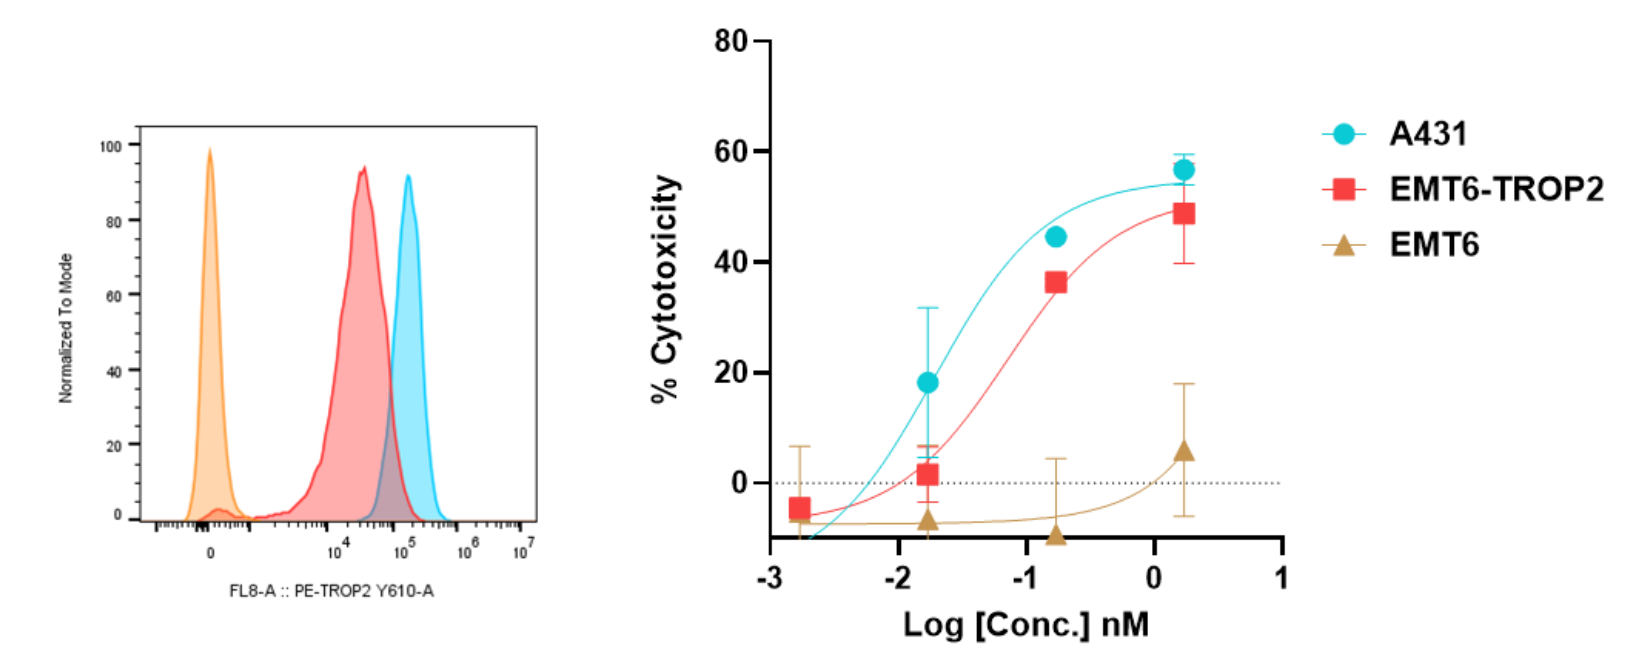 Normalized To Mode
100
80
60
40
20
0
0 10^4 10^5 10^6 10^7
FL8-A :: PE-TROP2 Y610-A
% Cytotoxicity
80
60
40
20
0
-3 -2 -1 0 1
Log [Conc.] nM
A431
EMT6-TROP2
EMT6